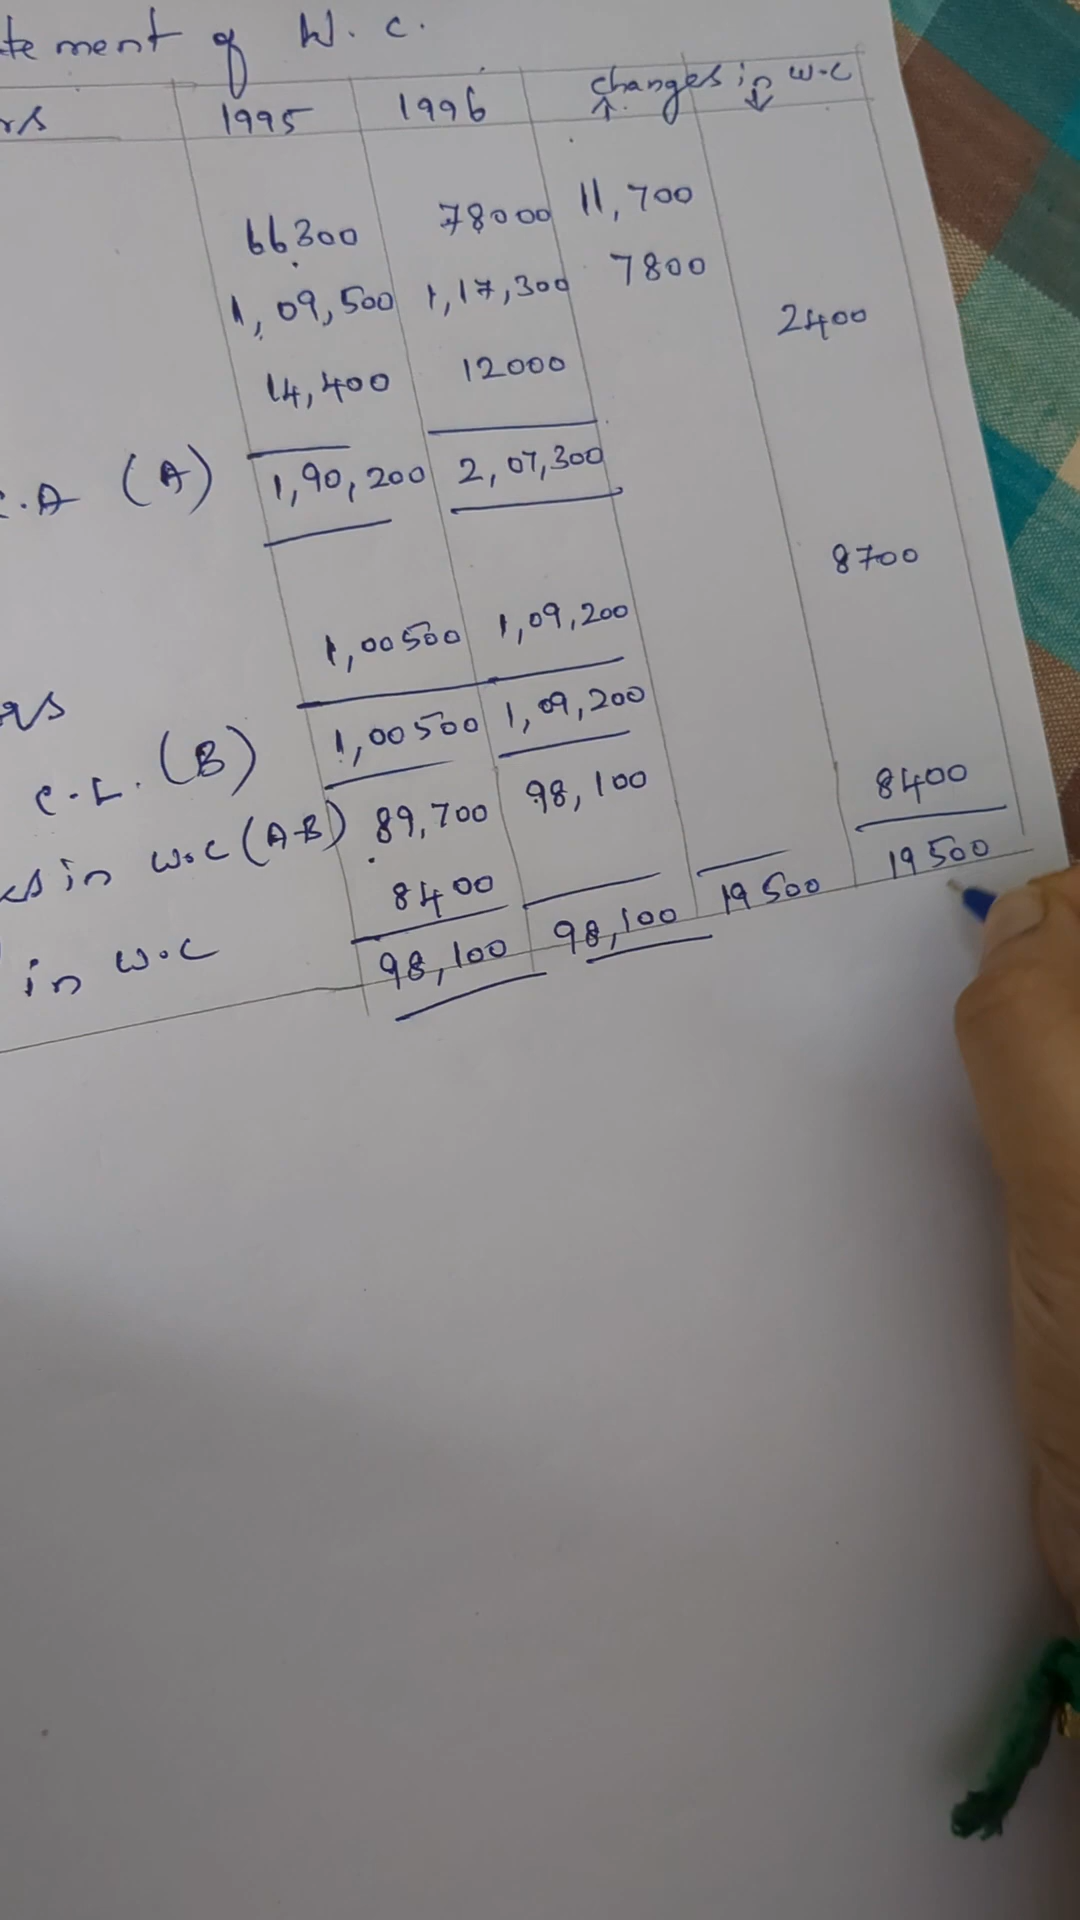 tement of W. C.
rs 1995 1996 changes in w.c
↑ ↓
66300 78000 11,700
1,09,500 1,17,300 7800
14,400 12000 2400
C.A (A) 1,90,200 2,07,300
8700
1,00500 1,09,200
rs
C.L. (B) 1,00500 1,09,200
es in W.C (A-B) 89,700 98,100
8400 8400
in W.C 98,100 98,100 19500 19500